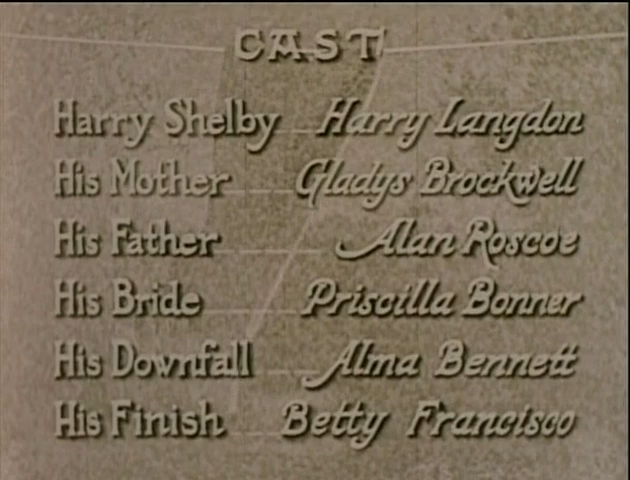 CAST
Harry Shelby Harry Langdon
His Mother Gladys Brockwell
His Father Alan Roscoe
His Bride Priscilla Bonner
His Downfall Alma Bennett
His Finish Betty Francisco